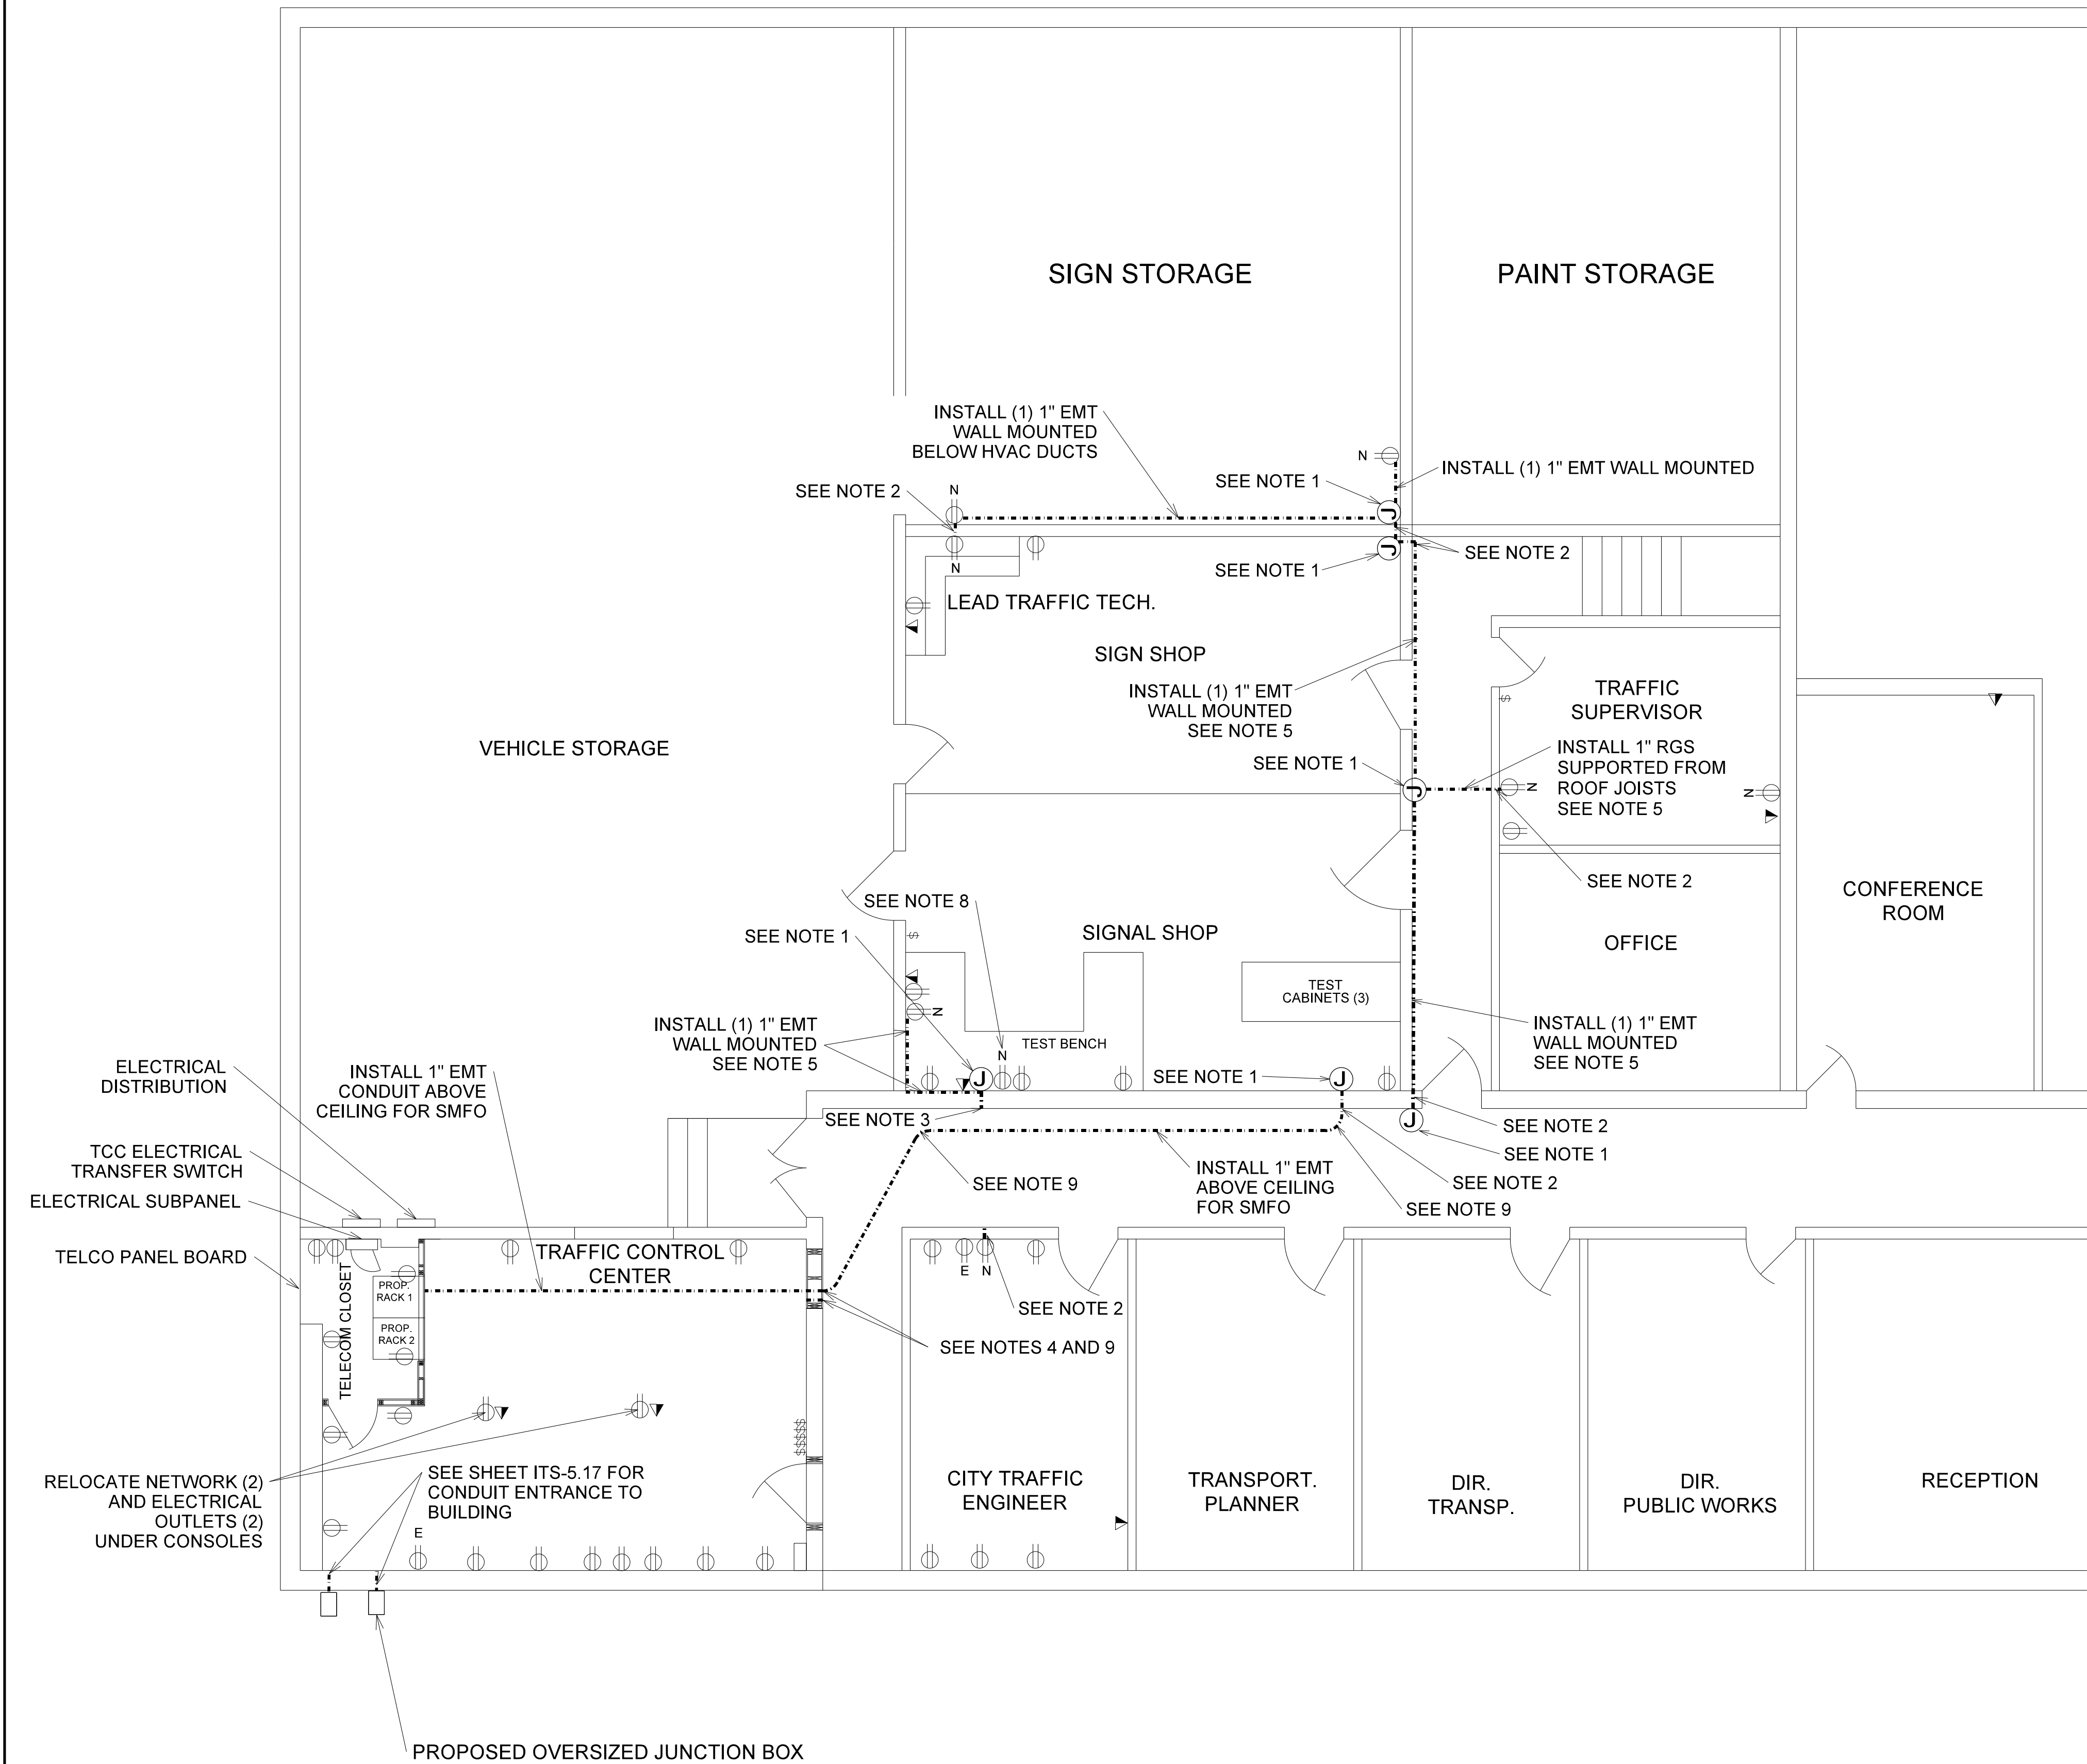 SIGN STORAGE
PAINT STORAGE
INSTALL (1) 1" EMT
WALL MOUNTED
BELOW HVAC DUCTS
N
INSTALL (1) 1" EMT WALL MOUNTED
SEE NOTE 1
SEE NOTE 2
N
J
SEE NOTE 2
J
SEE NOTE 1
N
LEAD TRAFFIC TECH.
SIGN SHOP
INSTALL (1) 1" EMT
WALL MOUNTED
SEE NOTE 5
TRAFFIC
SUPERVISOR
S
VEHICLE STORAGE
INSTALL 1" RGS
SUPPORTED FROM
ROOF JOISTS
SEE NOTE 5
SEE NOTE 1
J
N
N
SEE NOTE 2
CONFERENCE
ROOM
SEE NOTE 8
SEE NOTE 1
S
SIGNAL SHOP
OFFICE
TEST
CABINETS (3)
N
INSTALL (1) 1" EMT
WALL MOUNTED
SEE NOTE 5
TEST BENCH
N
INSTALL (1) 1" EMT
WALL MOUNTED
SEE NOTE 5
ELECTRICAL
DISTRIBUTION
INSTALL 1" EMT
CONDUIT ABOVE
CEILING FOR SMFO
J
SEE NOTE 1
J
SEE NOTE 3
J
SEE NOTE 2
SEE NOTE 1
TCC ELECTRICAL
TRANSFER SWITCH
INSTALL 1" EMT
ABOVE CEILING
FOR SMFO
SEE NOTE 9
SEE NOTE 2
SEE NOTE 9
ELECTRICAL SUBPANEL
TELCO PANEL BOARD
TRAFFIC CONTROL
CENTER
E N
PROP.
RACK 1
PROP.
RACK 2
TELECOM CLOSET
SEE NOTE 2
SEE NOTES 4 AND 9
SSSSS
RELOCATE NETWORK (2)
AND ELECTRICAL
OUTLETS (2)
UNDER CONSOLES
SEE SHEET ITS-5.17 FOR
CONDUIT ENTRANCE TO
BUILDING
E
CITY TRAFFIC
ENGINEER
TRANSPORT.
PLANNER
DIR.
TRANSP.
DIR.
PUBLIC WORKS
RECEPTION
PROPOSED OVERSIZED JUNCTION BOX